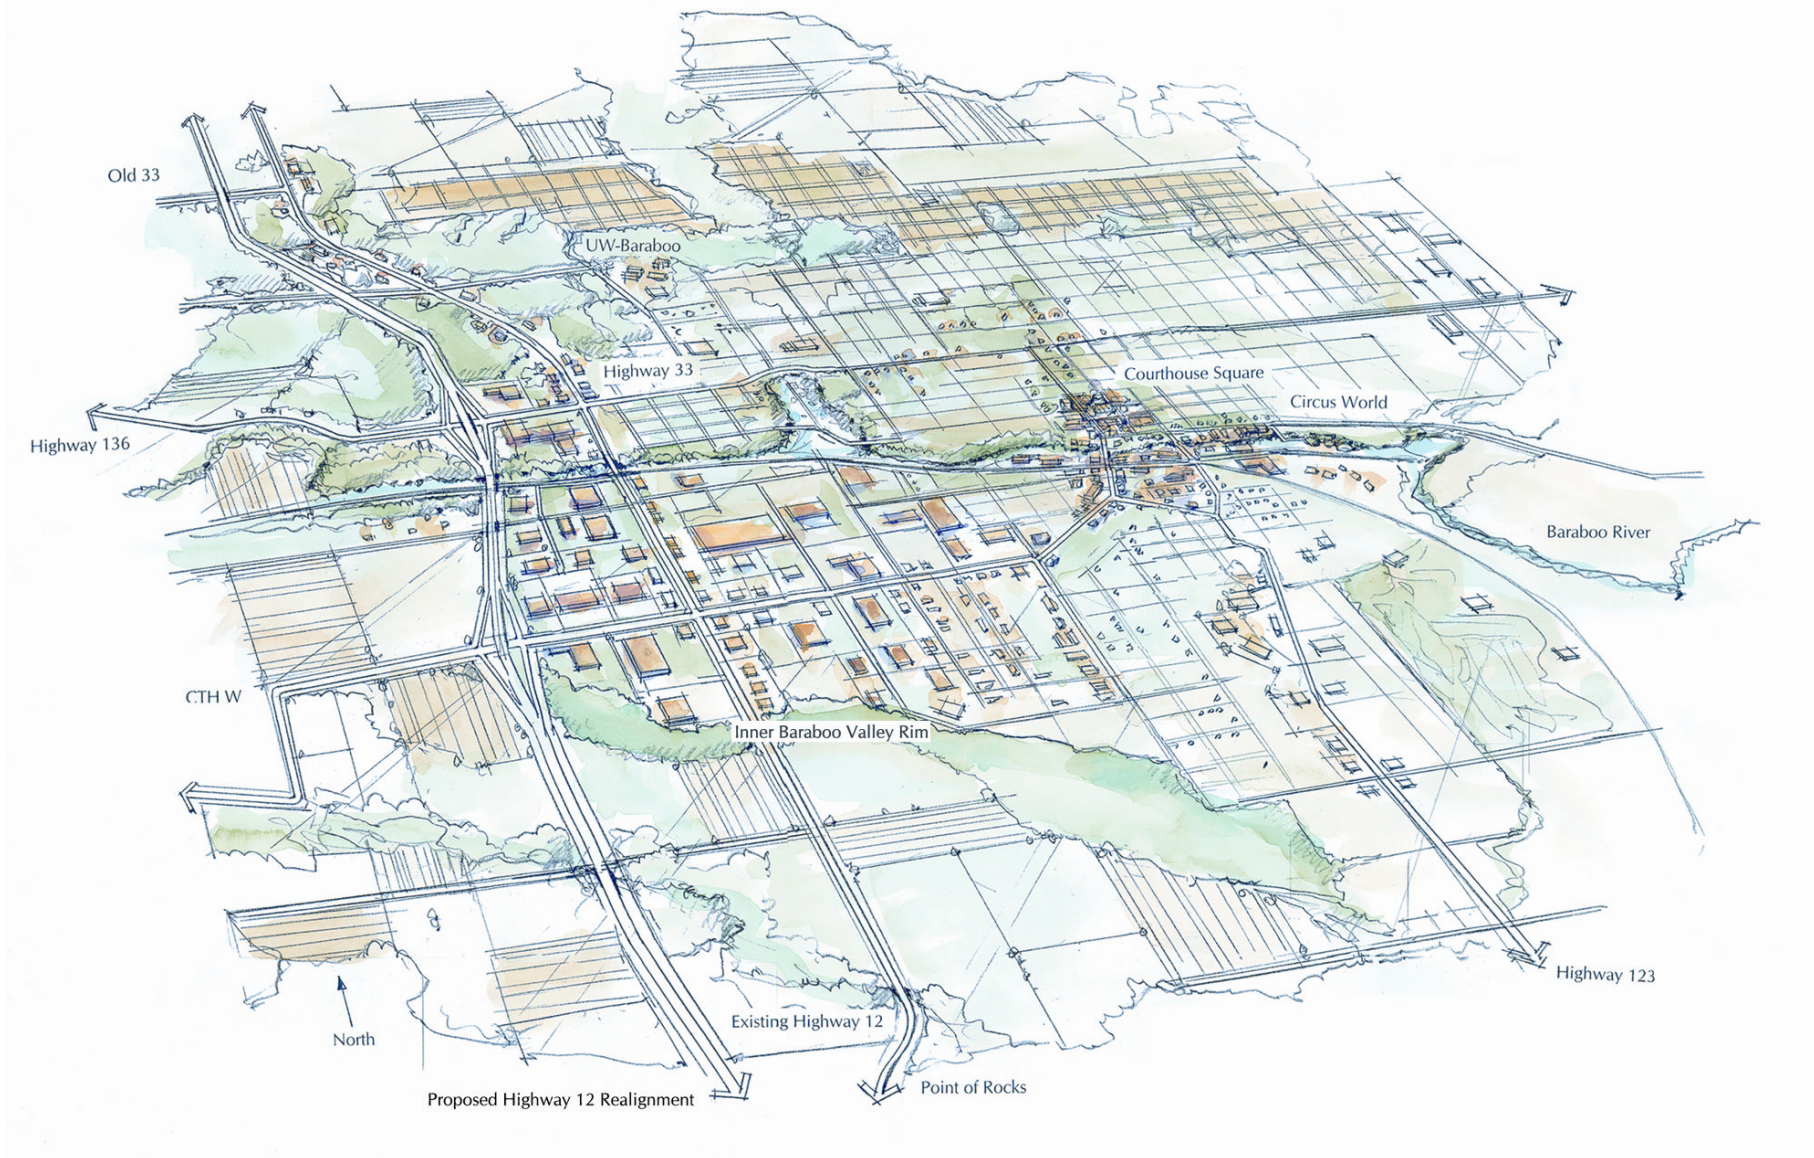 Old 33
UW-Baraboo
Highway 33
Courthouse Square
Circus World
Highway 136
Baraboo River
CTH W
Inner Baraboo Valley Rim
Highway 123
Existing Highway 12
North
Point of Rocks
Proposed Highway 12 Realignment